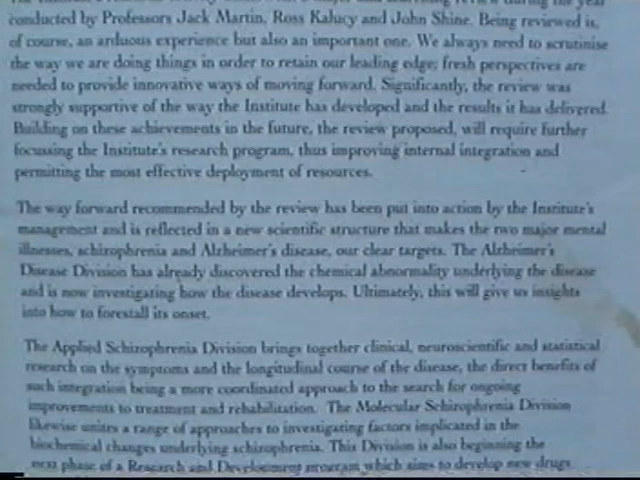 conducted by Professors Jack Martin, Ross Kalucy and John Shine. Being reviewed is,
of course, an arduous experience but also an important one. We always need to scrutinise
the way we are doing things in order to retain our leading edge; fresh perspectives are
needed to provide innovative ways of moving forward. Significantly, the review was
strongly supportive of the way the Institute has developed and the results it has delivered.
Building on these achievements in the future, the review proposed, will require further
focussing the Institute's research program, thus improving internal integration and
permitting the most effective deployment of resources.
The way forward recommended by the review has been put into action by the Institute's
management and is reflected in a new scientific structure that makes the two major mental
illnesses, schizophrenia and Alzheimer's disease, our clear targets. The Alzheimer's
Disease Division has already discovered the chemical abnormality underlying the disease
and is now investigating how the disease develops. Ultimately, this will give us insights
into how to forestall its onset.
The Applied Schizophrenia Division brings together clinical, neuroscientific and statistical
research on the symptoms and the longitudinal course of the disease, the direct benefits of
such integration being a more coordinated approach to the search for ongoing
improvements to treatment and rehabilitation. The Molecular Schizophrenia Division
likewise unites a range of approaches to investigating factors implicated in the
biochemical changes underlying schizophrenia. This Division is also beginning the
next phase of a Research and Development program which aims to develop new drugs